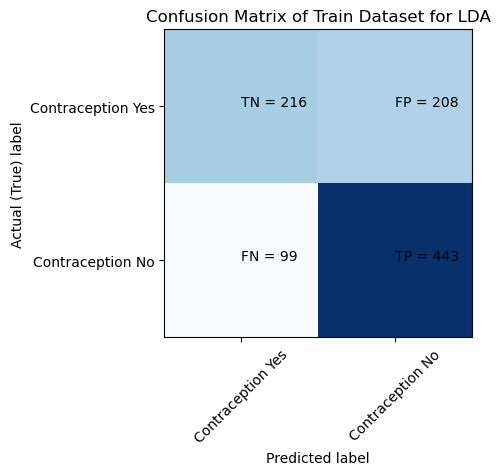 Confusion Matrix of Train Dataset for LDA
Actual (True) label
Contraception Yes
TN = 216
FP = 208
Contraception No
FN = 99
TP = 443
Contraception Yes
Contraception No
Predicted label